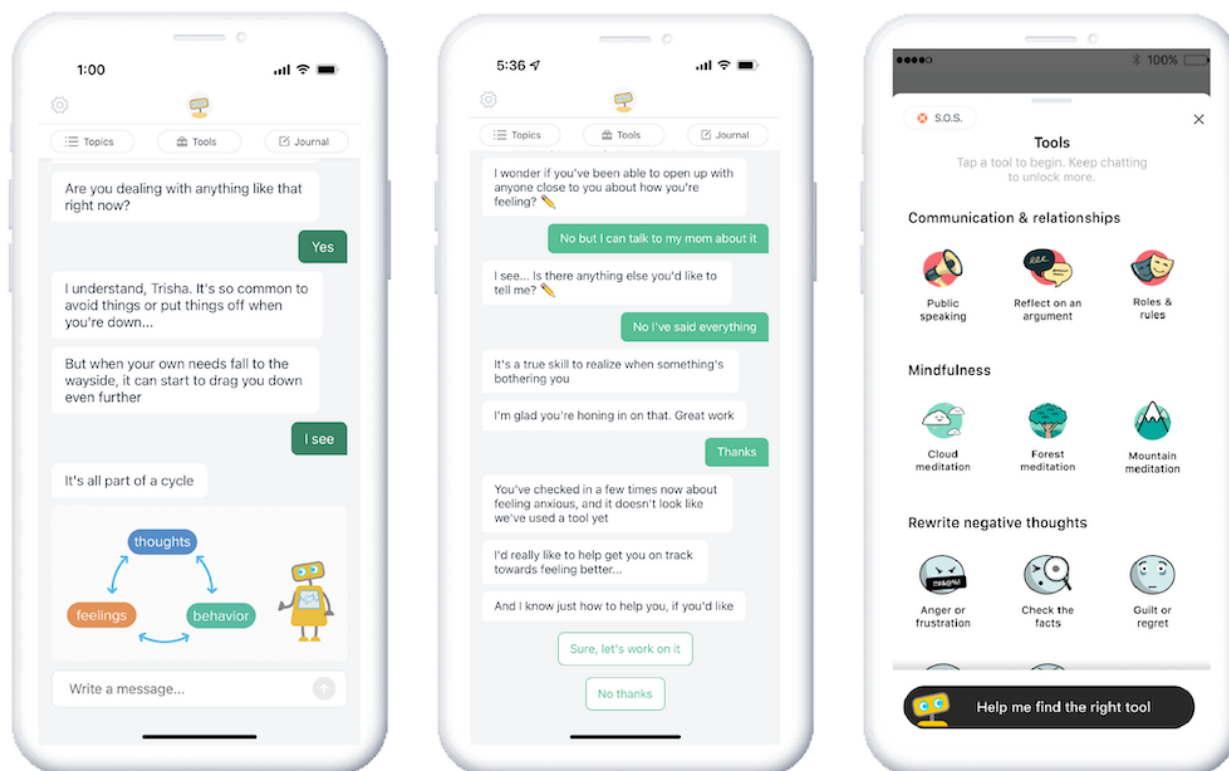 1:00
Topics
Tools
Journal
Are you dealing with anything like that
right now?
Yes
I understand, Trisha. It's so common to
avoid things or put things off when
you're down...
But when your own needs fall to the
wayside, it can start to drag you down
even further
I see
It's all part of a cycle
thoughts
feelings
behavior
Write a message...
5:36
Topics
Tools
Journal
I wonder if you've been able to open up with
anyone close to you about how you're
feeling?
No but I can talk to my mom about it
I see... Is there anything else you'd like to
tell me?
No I've said everything
It's a true skill to realize when something's
bothering you
I'm glad you're honing in on that. Great work
Thanks
You've checked in a few times now about
feeling anxious, and it doesn't look like
we've used a tool yet
I'd really like to help get you on track
towards feeling better...
And I know just how to help you, if you'd like
Sure, let's work on it
No thanks
100%
S.O.S.
Tools
Tap a tool to begin. Keep chatting
to unlock more.
Communication & relationships
Public
speaking
Reflect on an
argument
Roles &
rules
Mindfulness
Cloud
meditation
Forest
meditation
Mountain
meditation
Rewrite negative thoughts
Anger or
frustration
Check the
facts
Guilt or
regret
Help me find the right tool